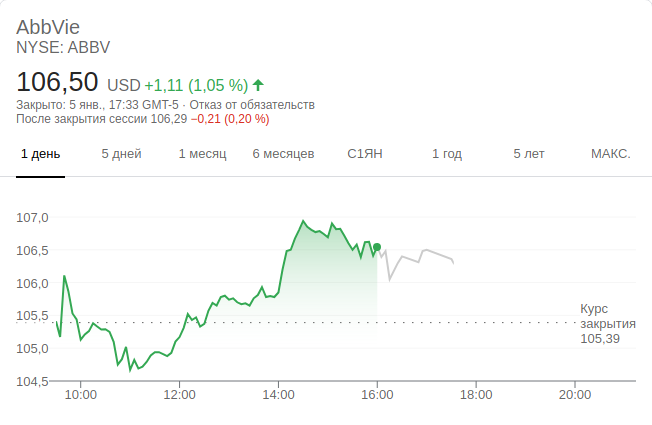 AbbVie
NYSE: ABBV
106,50 USD +1,11 (1,05 %)
Закрыто: 5 янв., 17:33 GMT-5 · Отказ от обязательств
После закрытия сессии 106,29 −0,21 (0,20 %)
1 день 5 дней 1 месяц 6 месяцев С1ЯН 1 год 5 лет МАКС.
107,0
106,5
106,0
105,5
105,0
104,5
Курс
закрытия
105,39
10:00 12:00 14:00 16:00 18:00 20:00